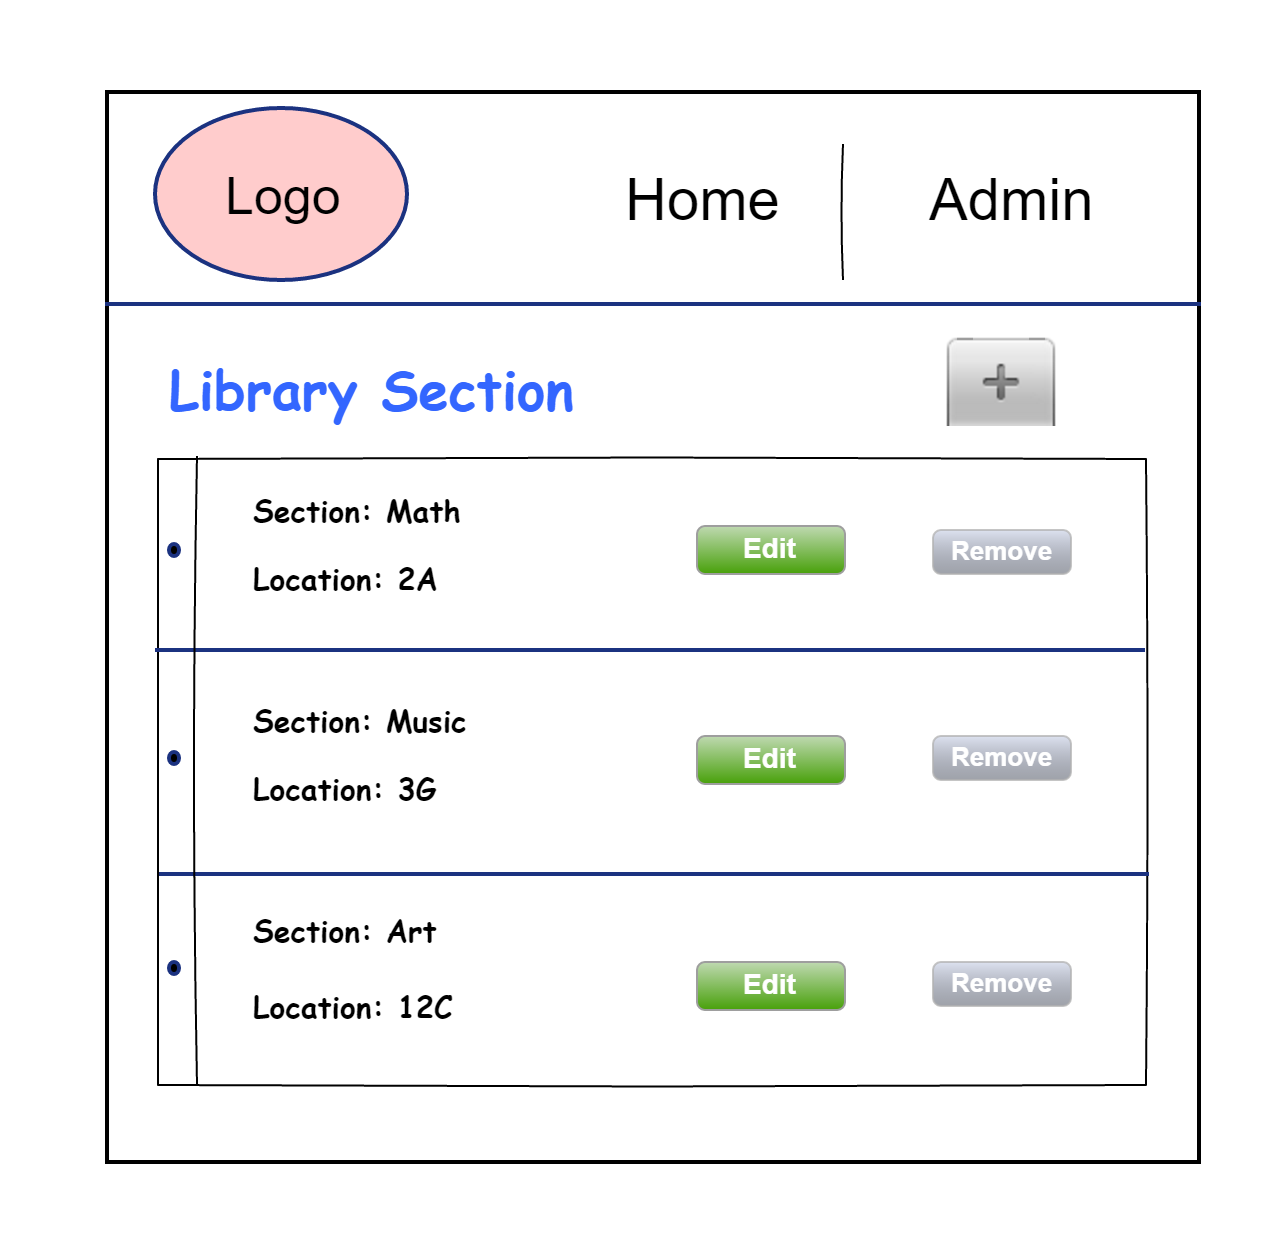 Logo
Home
Admin
Library Section
+
Section: Math
Location: 2A
Edit
Remove
Section: Music
Location: 3G
Edit
Remove
Section: Art
Location: 12C
Edit
Remove